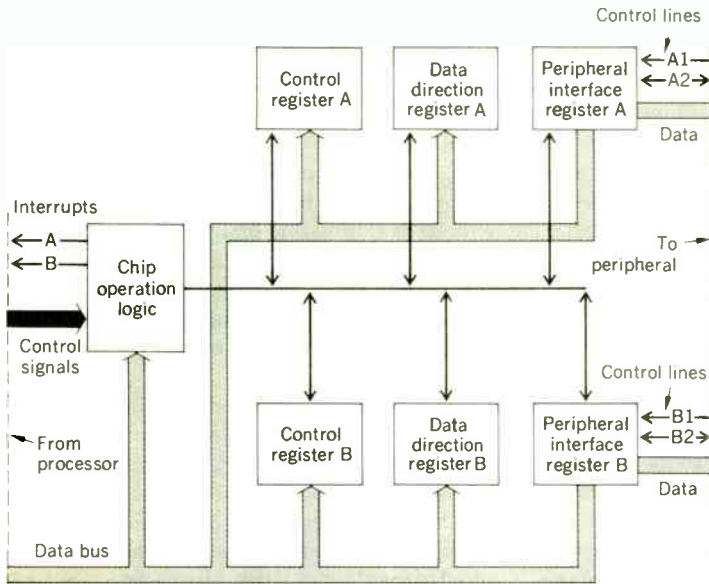 Control lines
A1
A2
Control
register A
Data
direction
register A
Peripheral
interface
register A
Data
Interrupts
A
B
Chip
operation
logic
To
peripheral
Control
signals
Control lines
B1
B2
From
processor
Control
register B
Data
direction
register B
Peripheral
interface
register B
Data
Data bus